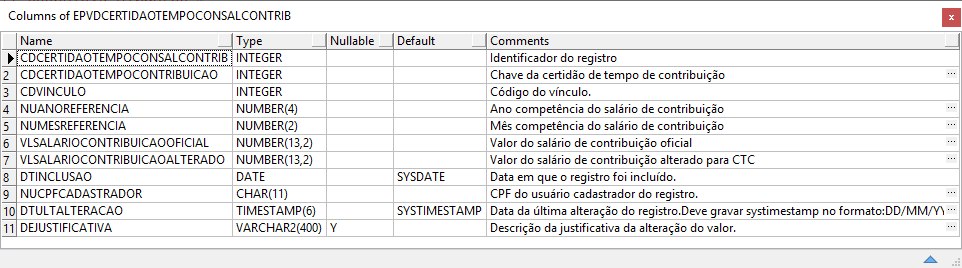 Columns of EPVDCERTIDAOTEMPOCONSALCONTRIB
Name Type Nullable Default Comments
CDCERTIDAOTEMPOCONSALCONTRIB INTEGER Identificador do registro
2 CDCERTIDAOTEMPOCONTRIBUICAO INTEGER Chave da certidão de tempo de contribuição ...
3 CDVINCULO INTEGER Código do vínculo. ...
4 NUANOREFERENCIA NUMBER(4) Ano competência do salário de contribuição ...
5 NUMESREFERENCIA NUMBER(2) Mês competência do salário de contribuição ...
6 VLSALARIOCONTRIBUICAOOFICIAL NUMBER(13,2) Valor do salário de contribuição oficial ...
7 VLSALARIOCONTRIBUICAOALTERADO NUMBER(13,2) Valor do salário de contribuição alterado para CTC ...
8 DTINCLUSAO DATE SYSDATE Data em que o registro foi incluído. ...
9 NUCPFCADASTRADOR CHAR(11) CPF do usuário cadastrador do registro. ...
10 DTULTALTERACAO TIMESTAMP(6) SYSTIMESTAMP Data da última alteração do registro.Deve gravar systimestamp no formato:DD/MM/YY ...
11 DEJUSTIFICATIVA VARCHAR2(400) Y Descrição da justificativa da alteração do valor. ...